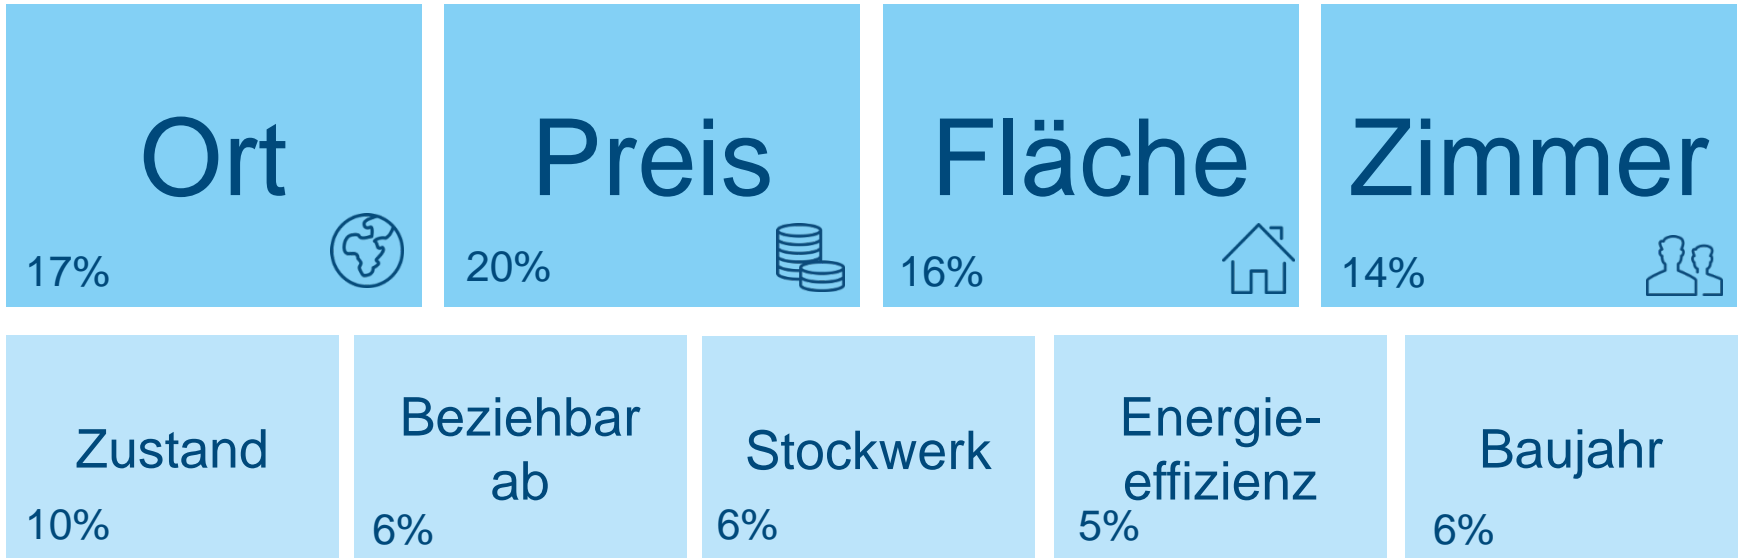 Ort
17%
Preis
20%
Fläche
16%
Zimmer
14%
Zustand
10%
Beziehbar
ab
6%
Stockwerk
6%
Energie-
effizienz
5%
Baujahr
6%